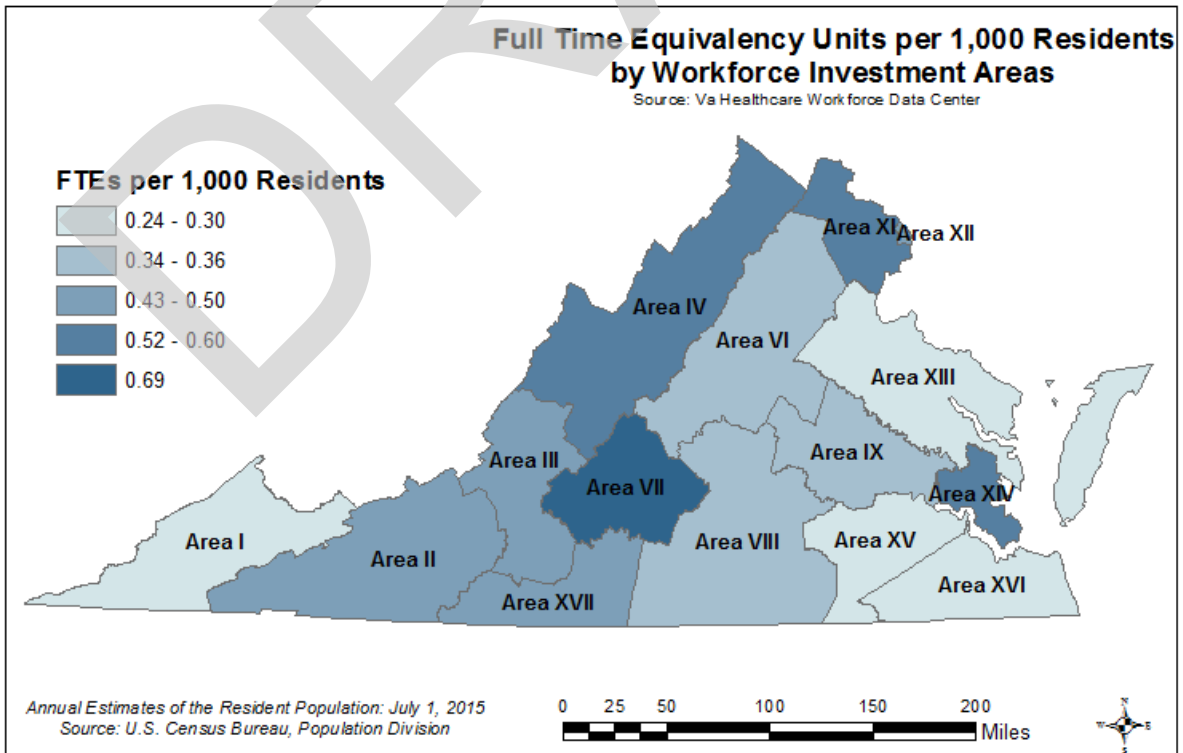 Full Time Equivalency Units per 1,000 Residents
by Workforce Investment Areas
Source: Va Healthcare Workforce Data Center
FTEs per 1,000 Residents
0.24 - 0.30
0.34 - 0.36
0.43 - 0.50
0.52 - 0.60
0.69
Area XI
Area XII
Area IV
Area VI
Area XIII
Area III
Area IX
Area VII
Area XIV
Area I
Area II
Area VIII
Area XV
Area XVII
Area XVI
Annual Estimates of the Resident Population: July 1, 2015
Source: U.S. Census Bureau, Population Division
0 25 50 100 150 200
Miles